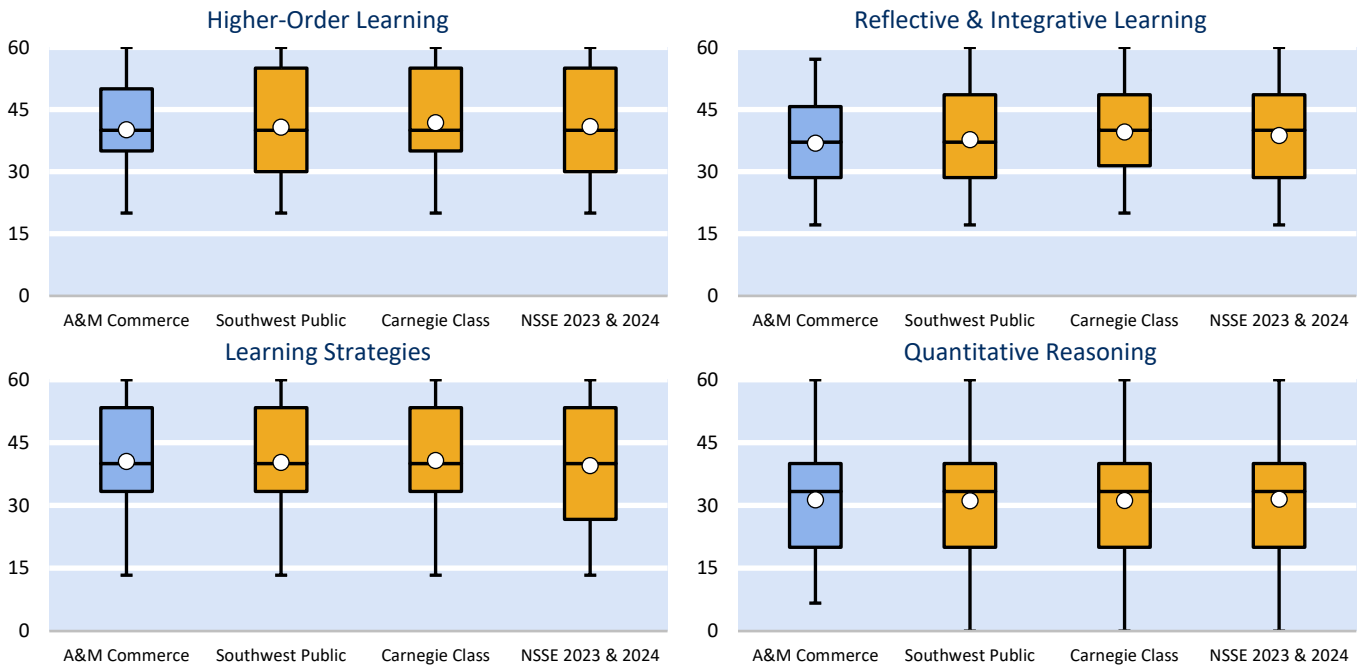 Higher-Order Learning
60
45
30
15
0
A&M Commerce Southwest Public Carnegie Class NSSE 2023 & 2024
Reflective & Integrative Learning
60
45
30
15
0
A&M Commerce Southwest Public Carnegie Class NSSE 2023 & 2024
Learning Strategies
60
45
30
15
0
A&M Commerce Southwest Public Carnegie Class NSSE 2023 & 2024
Quantitative Reasoning
60
45
30
15
0
A&M Commerce Southwest Public Carnegie Class NSSE 2023 & 2024